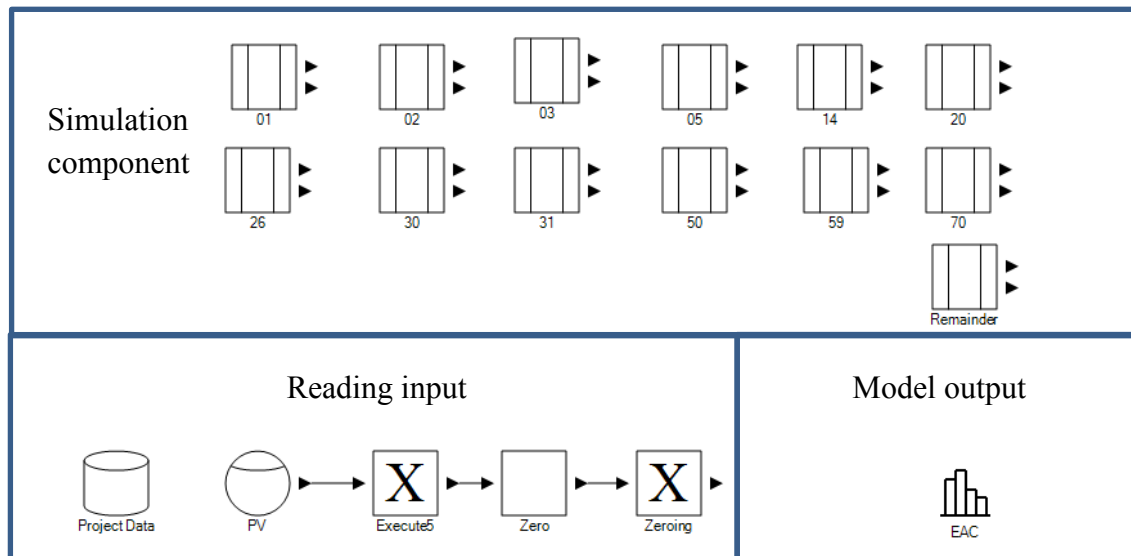 Simulation
component
01
02
03
05
14
20
26
30
31
50
59
70
Remainder
Reading input
X
X
Project Data
PV
Execute5
Zero
Zeroing
Model output
EAC